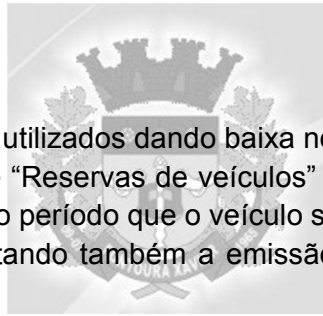 utilizados dando baixa no
“Reservas de veículos”
o período que o veículo s
tando também a emissão